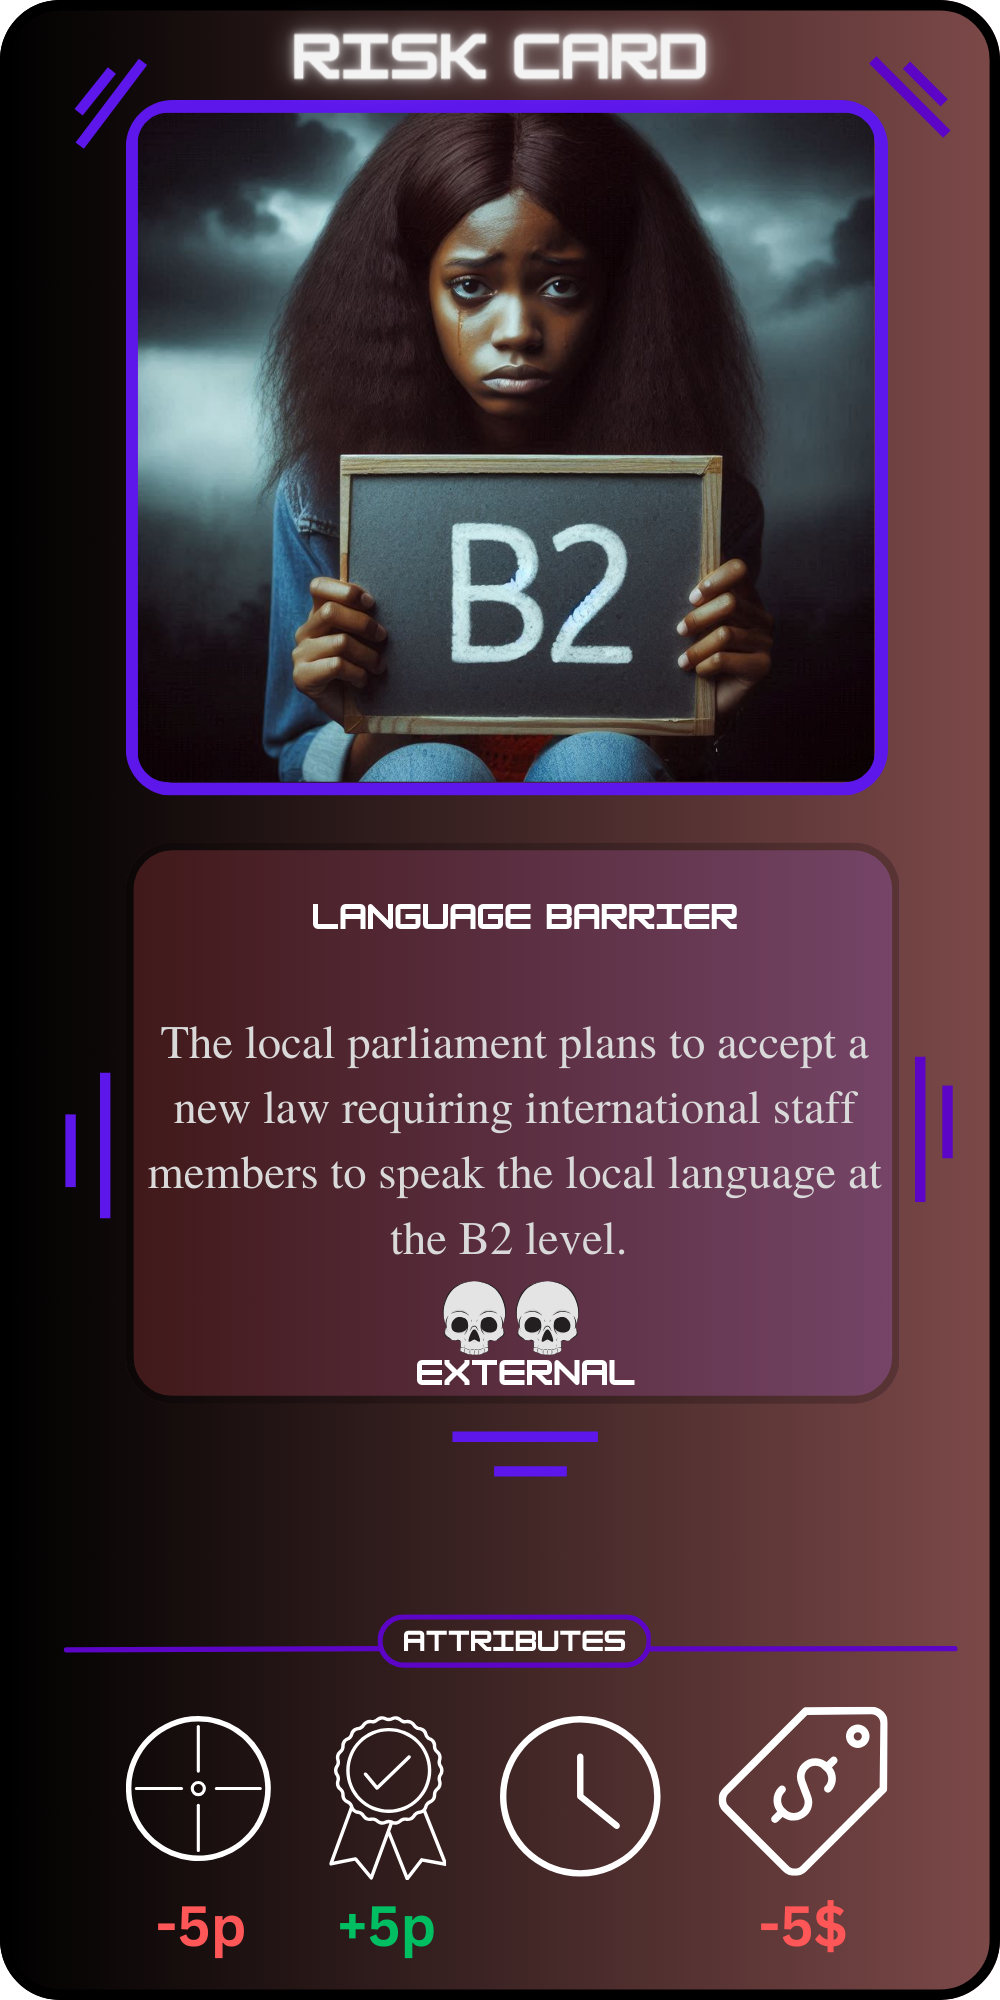 RISK CARD
B2
LANGUAGE BARRIER
The local parliament plans to accept a
new law requiring international staff
members to speak the local language at
the B2 level.
EXTERNAL
ATTRIBUTES
-5p +5p -5$